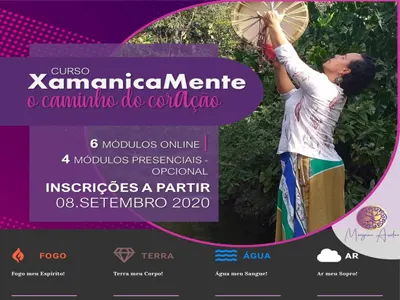 CURSO
XamanicaMente
o caminho do corAção
6 MÓDULOS ONLINE
4 MÓDULOS PRESENCIAIS -
OPCIONAL
INSCRIÇÕES A PARTIR
08.SETEMBRO 2020
FOGO
Fogo meu Espírito!
TERRA
Terra meu Corpo!
ÁGUA
Água meu Sangue!
AR
Ar meu Sopro!